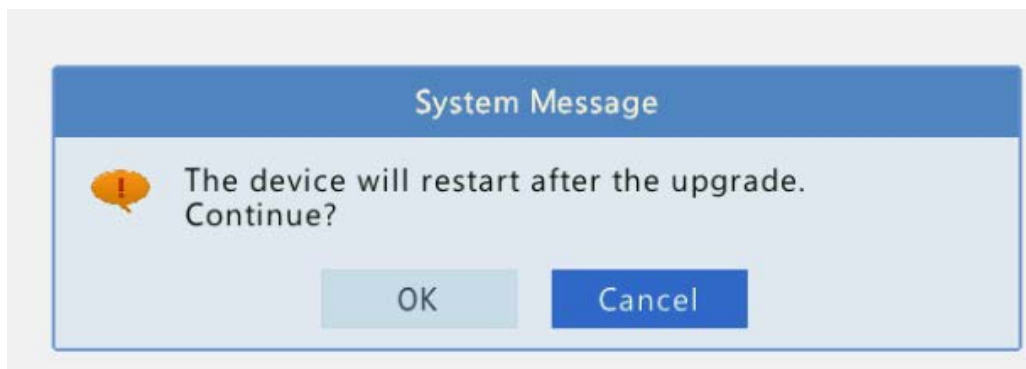 System Message
The device will restart after the upgrade.
Continue?
OK
Cancel